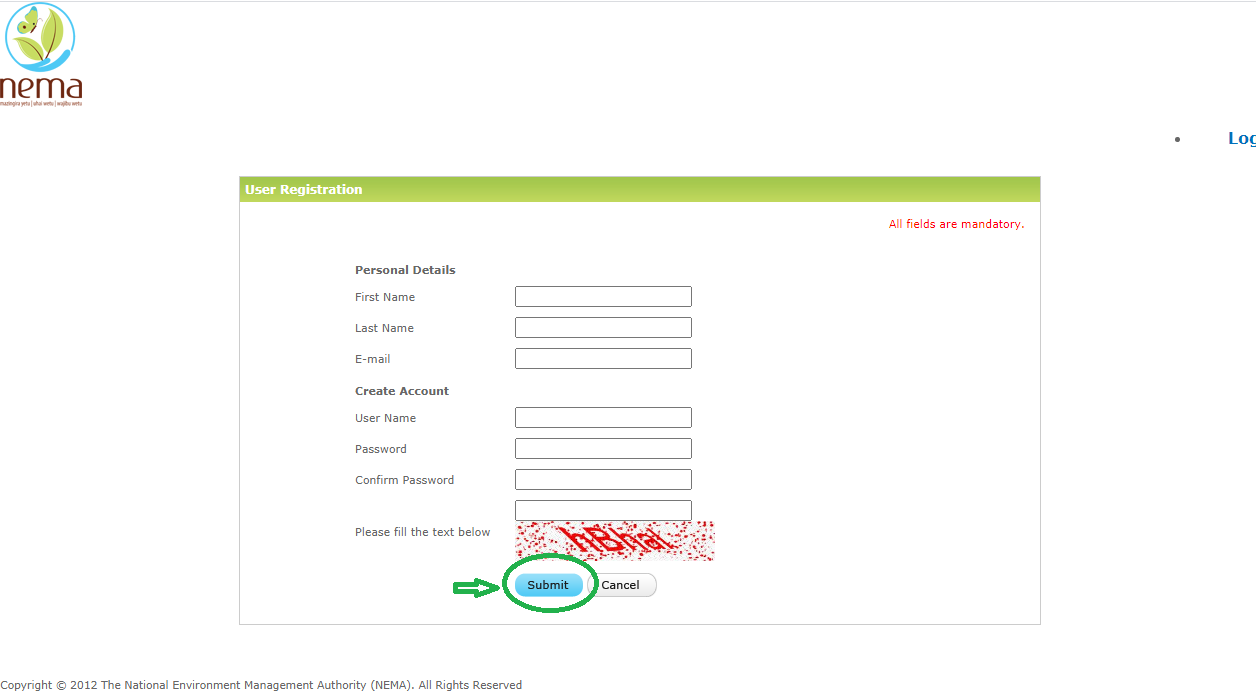 nema
mazingira yetu | uhai wetu | wajibu wetu
• Log
User Registration
All fields are mandatory.
Personal Details
First Name
Last Name
E-mail
Create Account
User Name
Password
Confirm Password
Please fill the text below
Submit Cancel
Copyright © 2012 The National Environment Management Authority (NEMA). All Rights Reserved